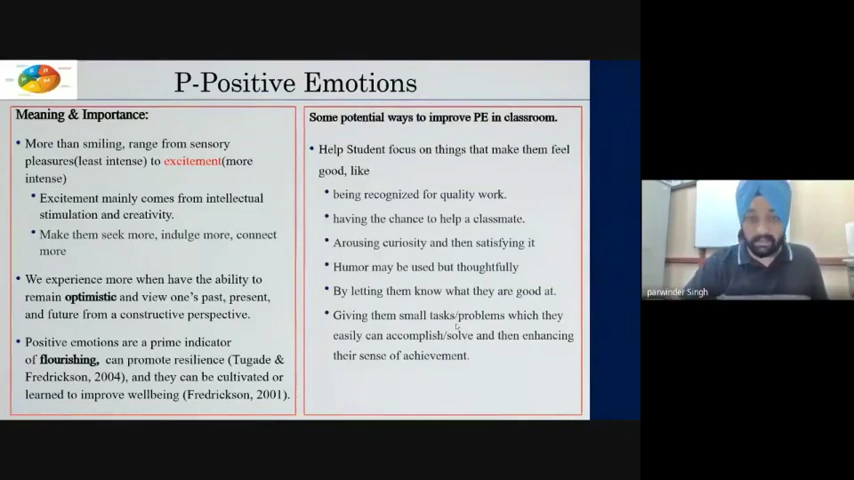 P-Positive Emotions
Meaning & Importance:
• More than smiling, range from sensory
pleasures(least intense) to excitement(more
intense)
• Excitement mainly comes from intellectual
stimulation and creativity.
• Make them seek more, indulge more, connect
more
• We experience more when have the ability to
remain optimistic and view one's past, present,
and future from a constructive perspective.
• Positive emotions are a prime indicator
of flourishing, can promote resilience (Tugade &
Fredrickson, 2004), and they can be cultivated or
learned to improve wellbeing (Fredrickson, 2001).
Some potential ways to improve PE in classroom.
• Help Student focus on things that make them feel
good, like
• being recognized for quality work.
• having the chance to help a classmate.
• Arousing curiosity and then satisfying it
• Humor may be used but thoughtfully
• By letting them know what they are good at.
• Giving them small tasks/problems which they
easily can accomplish/solve and then enhancing
their sense of achievement.
parwinder Singh